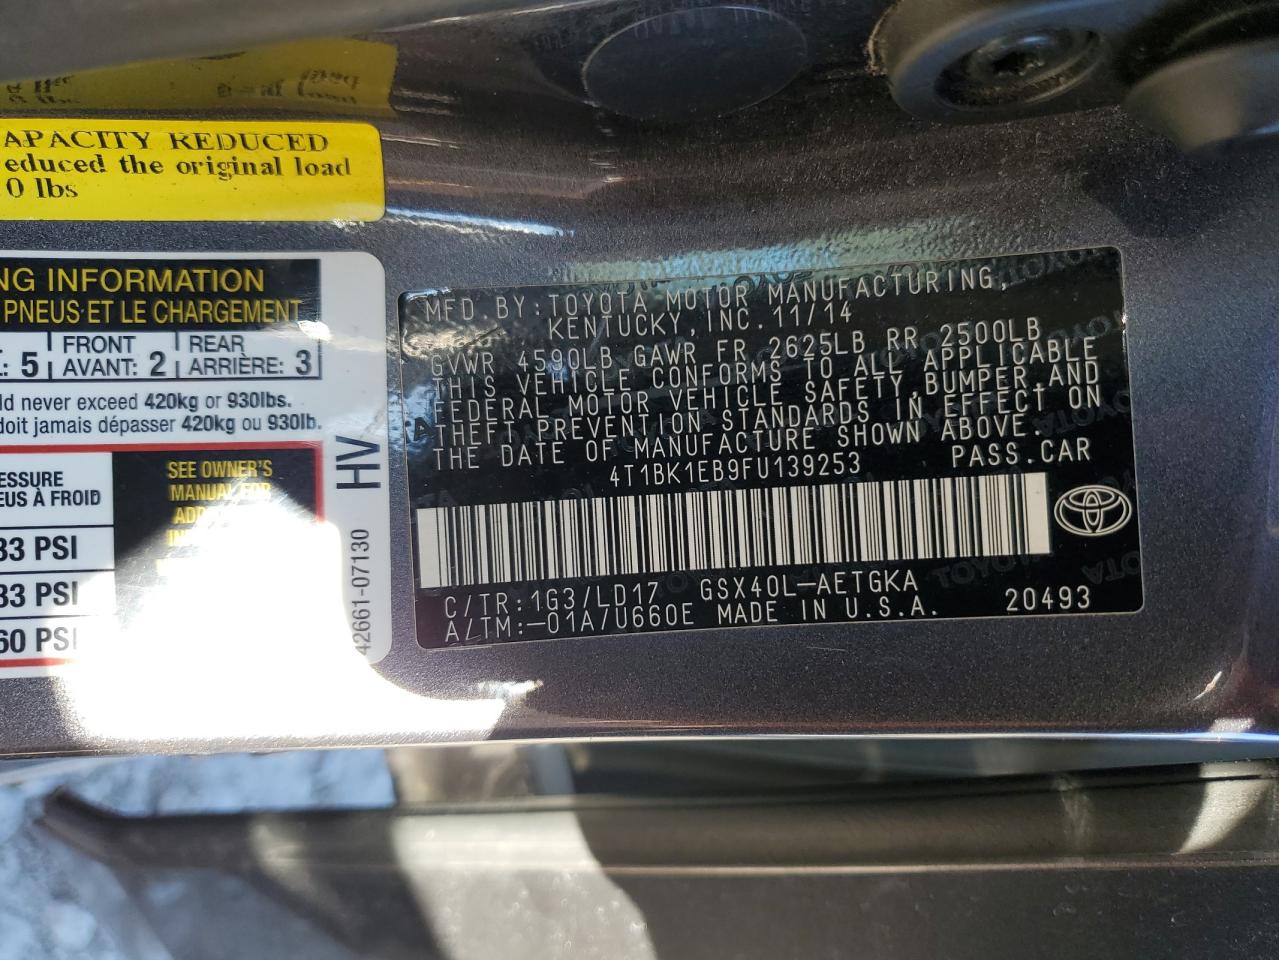 APACITY REDUCED
educed the original load
0 lbs
NG INFORMATION
PNEUS ET LE CHARGEMENT
: 5 FRONT AVANT: 2 REAR ARRIÈRE: 3
ld never exceed 420kg or 930lbs.
doit jamais dépasser 420kg ou 930lb.
ESSURE
EUS À FROID
33 PSI
33 PSI
60 PSI
SEE OWNER'S
MANUAL FOR
HV
42661-07130
MFD. BY: TOYOTA MOTOR MANUFACTURING,
KENTUCKY, INC. 11/14
GVWR 4590LB GAWR FR 2625LB RR 2500LB
THIS VEHICLE CONFORMS TO ALL APPLICABLE
FEDERAL MOTOR VEHICLE SAFETY, BUMPER, AND
THEFT PREVENTION STANDARDS IN EFFECT ON
THE DATE OF MANUFACTURE SHOWN ABOVE.
4T1BK1EB9FU139253 PASS. CAR
C/TR: 1G3/LD17 GSX40L-AETGKA
A/TM:-01A/U660E MADE IN U.S.A. 20493